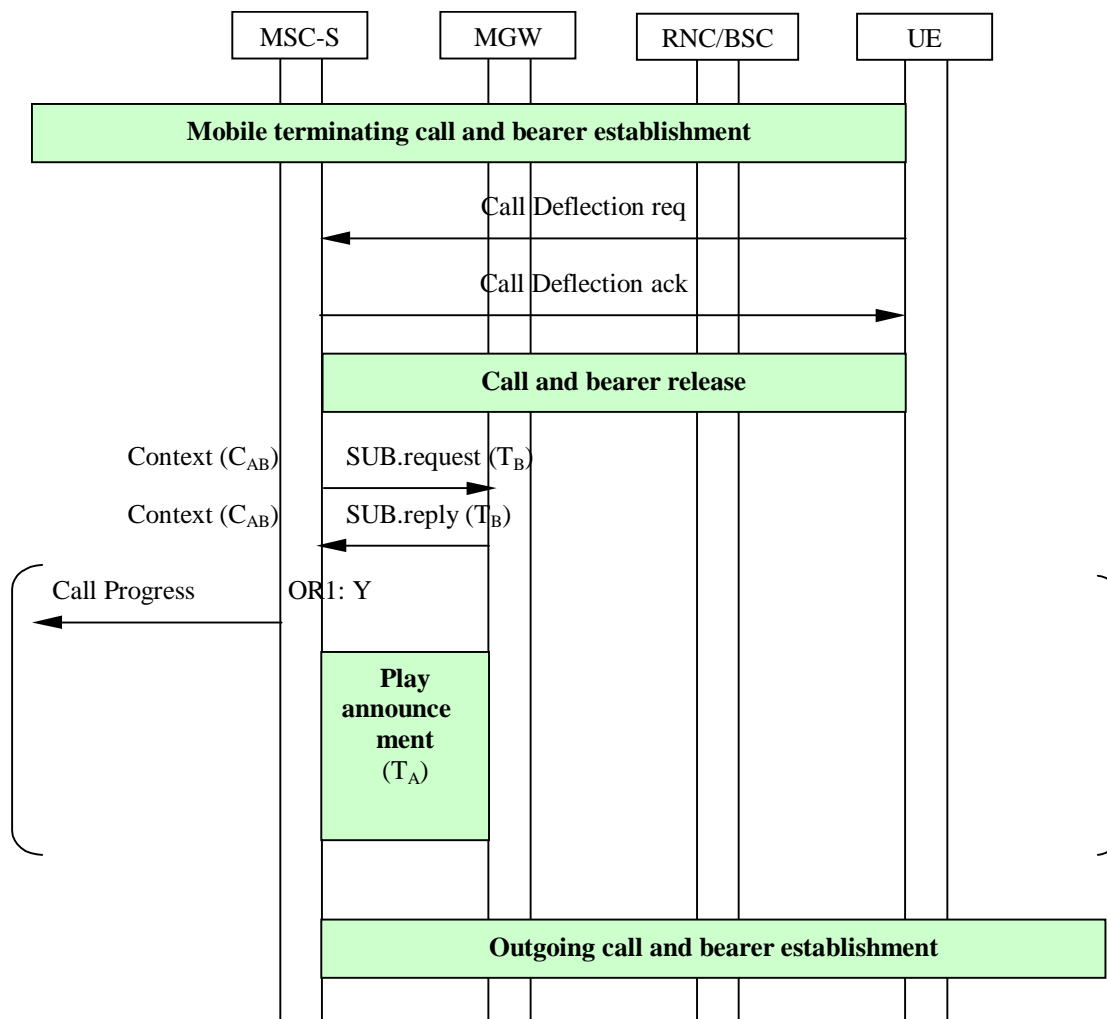 MSC-S MGW RNC/BSC UE
Mobile terminating call and bearer establishment
Call Deflection req
Call Deflection ack
Call and bearer release
Context (C_AB) SUB.request (T_B)
Context (C_AB) SUB.reply (T_B)
Call Progress OR1: Y
Play
announce
ment
(T_A)
Outgoing call and bearer establishment